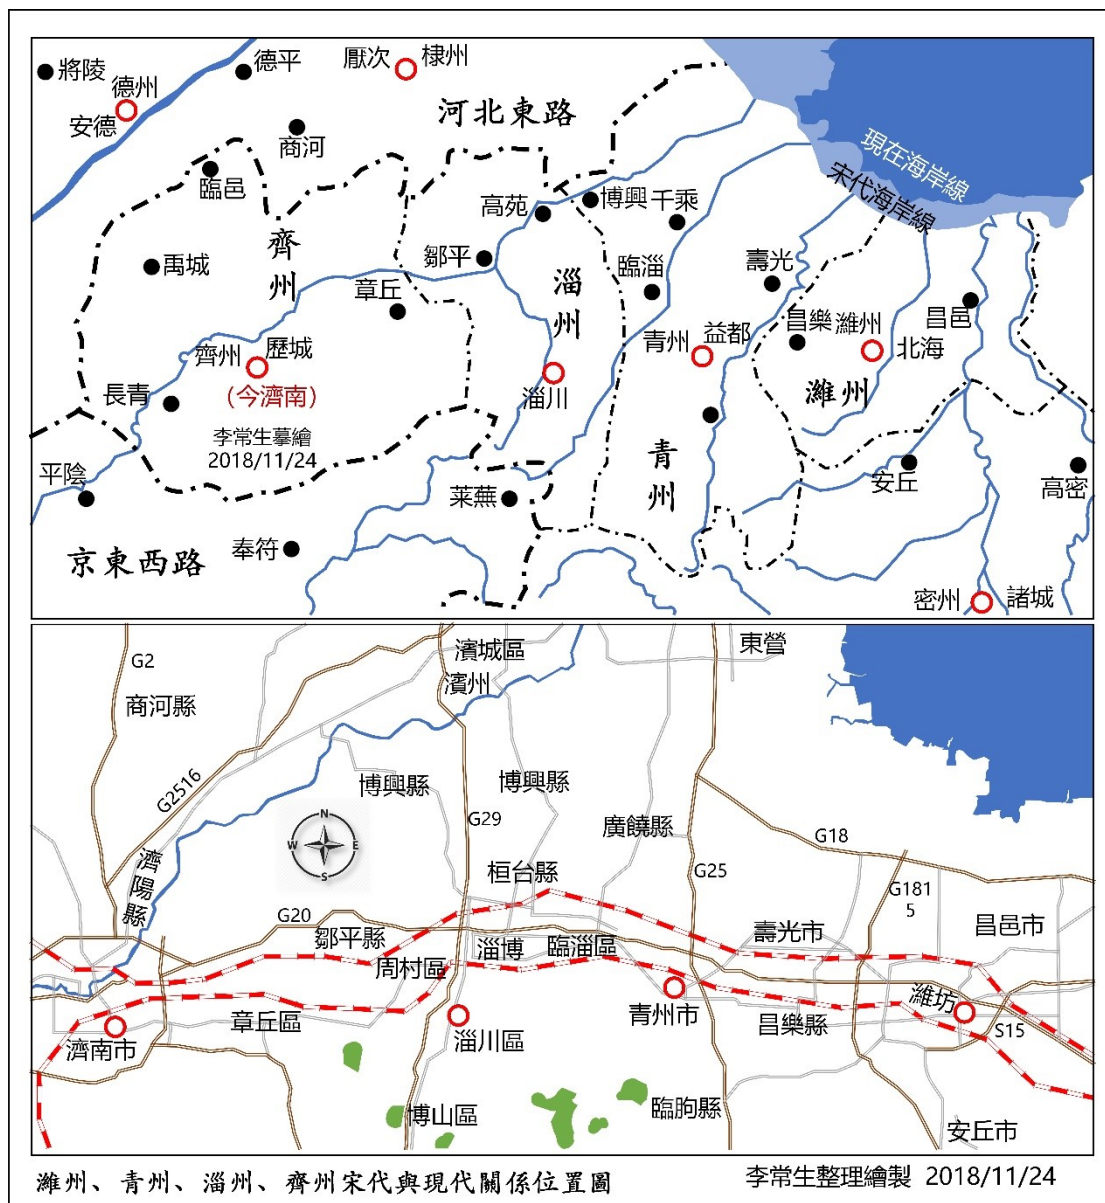 將陵
德平
厭次
棣州
德州
安德
河北東路
商河
臨邑
現在海岸線
宋代海岸線
高苑
博興
千乘
齊州
鄒平
禹城
淄州
臨淄
壽光
章丘
昌樂
濰州
昌邑
齊州
歷城
青州
益都
北海
(今濟南)
淄川
濰州
長青
李常生摹繪
2018/11/24
青州
平陰
萊蕪
安丘
高密
奉符
京東西路
密州
諸城
G2
濱城區
東營
濱州
商河縣
G2516
博興縣
博興縣
G29
廣饒縣
G18
N
W
E
S
濟陽縣
桓台縣
G25
G181
5
G20
鄒平縣
淄博
臨淄區
壽光市
昌邑市
周村區
青州市
濰坊
章丘區
淄川區
昌樂縣
S15
濟南市
博山區
臨朐縣
安丘市
濰州、青州、淄州、齊州宋代與現代關係位置圖
李常生整理繪製 2018/11/24